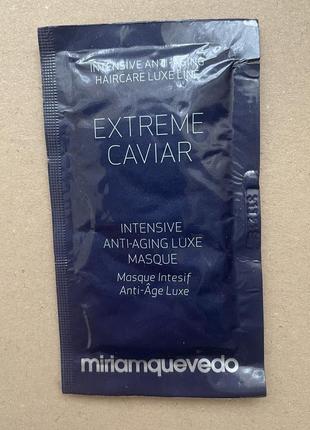 INTENSIVE ANTI-AGING
HAIRCARE LUXE LINE
EXTREME
CAVIAR
INTENSIVE
ANTI-AGING LUXE
MASQUE
Masque Intesif
Anti-Âge Luxe
miriamquevedo